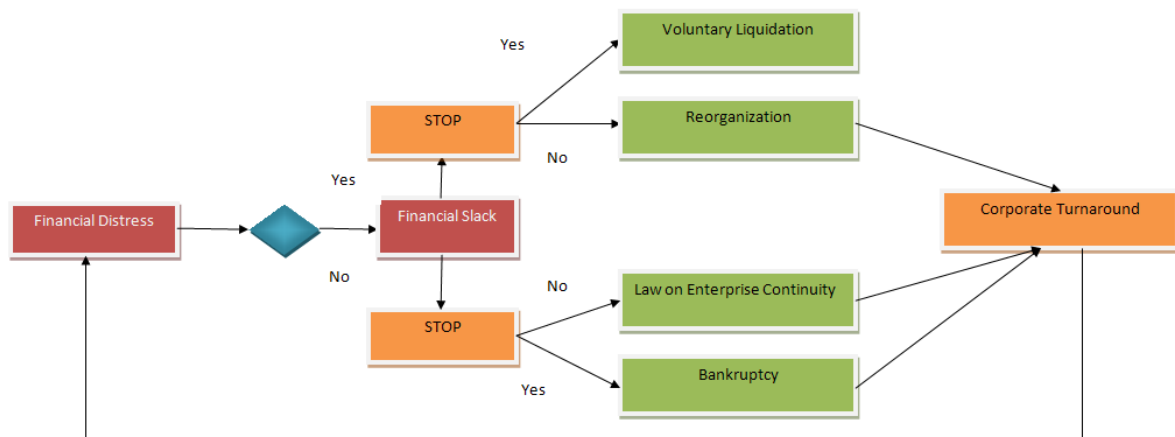 Voluntary Liquidation
Yes
STOP
Reorganization
No
Yes
Financial Distress
Financial Slack
Corporate Turnaround
No
No
Law on Enterprise Continuity
STOP
Bankruptcy
Yes